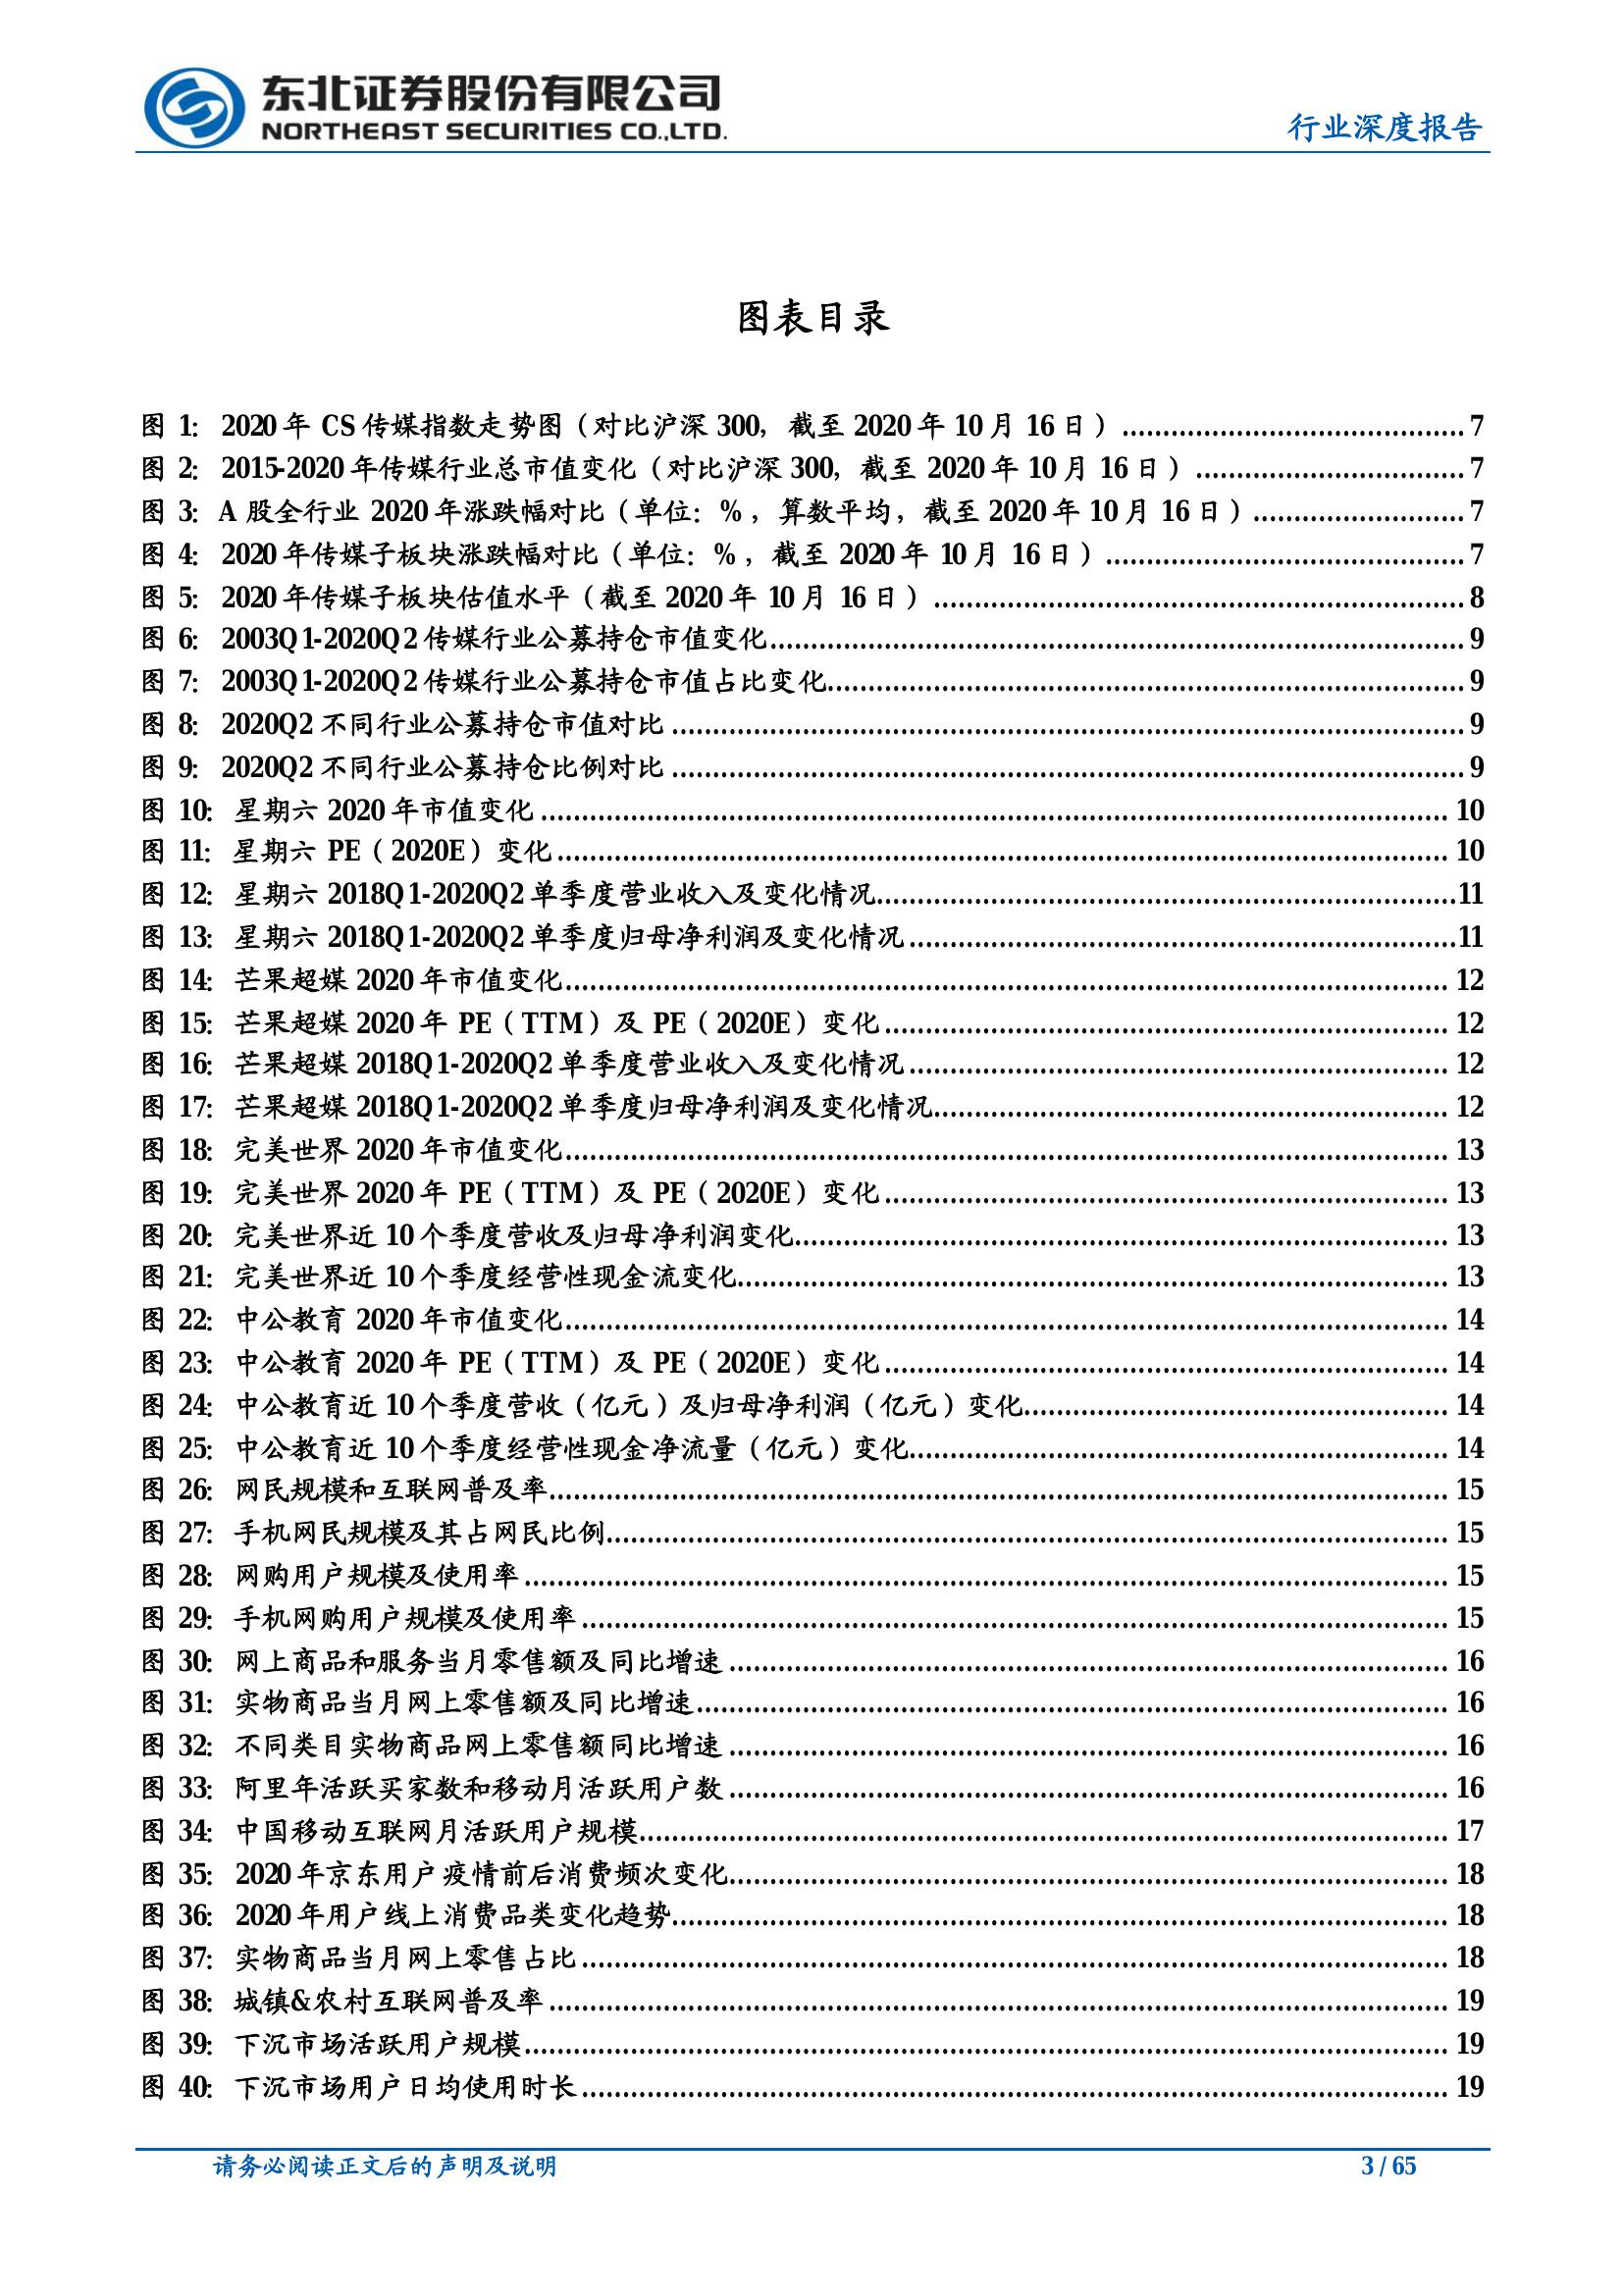 东北证券股份有限公司
NORTHEAST SECURITIES CO.,LTD.
行业深度报告
图表目录
图 1: 2020 年 CS 传媒指数走势图（对比沪深 300, 截至 2020 年 10 月 16 日）........ 7
图 2: 2015-2020 年传媒行业总市值变化（对比沪深 300, 截至 2020 年 10 月 16 日）........ 7
图 3: A 股全行业 2020 年涨跌幅对比（单位: %, 算数平均, 截至 2020 年 10 月 16 日）........ 7
图 4: 2020 年传媒子板块涨跌幅对比（单位: %, 截至 2020 年 10 月 16 日）........ 7
图 5: 2020 年传媒子板块估值水平（截至 2020 年 10 月 16 日）........ 8
图 6: 2003Q1-2020Q2 传媒行业公募持仓市值变化........ 9
图 7: 2003Q1-2020Q2 传媒行业公募持仓市值占比变化........ 9
图 8: 2020Q2 不同行业公募持仓市值对比........ 9
图 9: 2020Q2 不同行业公募持仓比例对比........ 9
图 10: 星期六 2020 年市值变化........ 10
图 11: 星期六 PE（2020E）变化........ 10
图 12: 星期六 2018Q1-2020Q2 单季度营业收入及变化情况........ 11
图 13: 星期六 2018Q1-2020Q2 单季度归母净利润及变化情况........ 11
图 14: 芒果超媒 2020 年市值变化........ 12
图 15: 芒果超媒 2020 年 PE（TTM）及 PE（2020E）变化........ 12
图 16: 芒果超媒 2018Q1-2020Q2 单季度营业收入及变化情况........ 12
图 17: 芒果超媒 2018Q1-2020Q2 单季度归母净利润及变化情况........ 12
图 18: 完美世界 2020 年市值变化........ 13
图 19: 完美世界 2020 年 PE（TTM）及 PE（2020E）变化........ 13
图 20: 完美世界近 10 个季度营收及归母净利润变化........ 13
图 21: 完美世界近 10 个季度经营性现金流变化........ 13
图 22: 中公教育 2020 年市值变化........ 14
图 23: 中公教育 2020 年 PE（TTM）及 PE（2020E）变化........ 14
图 24: 中公教育近 10 个季度营收（亿元）及归母净利润（亿元）变化........ 14
图 25: 中公教育近 10 个季度经营性现金净流量（亿元）变化........ 14
图 26: 网民规模和互联网普及率........ 15
图 27: 手机网民规模及其占网民比例........ 15
图 28: 网购用户规模及使用率........ 15
图 29: 手机网购用户规模及使用率........ 15
图 30: 网上商品和服务当月零售额及同比增速........ 16
图 31: 实物商品当月网上零售额及同比增速........ 16
图 32: 不同类目实物商品网上零售额同比增速........ 16
图 33: 阿里年活跃买家数和移动月活跃用户数........ 16
图 34: 中国移动互联网月活跃用户规模........ 17
图 35: 2020 年京东用户疫情前后消费频次变化........ 18
图 36: 2020 年用户线上消费品类变化趋势........ 18
图 37: 实物商品当月网上零售占比........ 18
图 38: 城镇&农村互联网普及率........ 19
图 39: 下沉市场活跃用户规模........ 19
图 40: 下沉市场用户日均使用时长........ 19
请务必阅读正文后的声明及说明
3 / 65